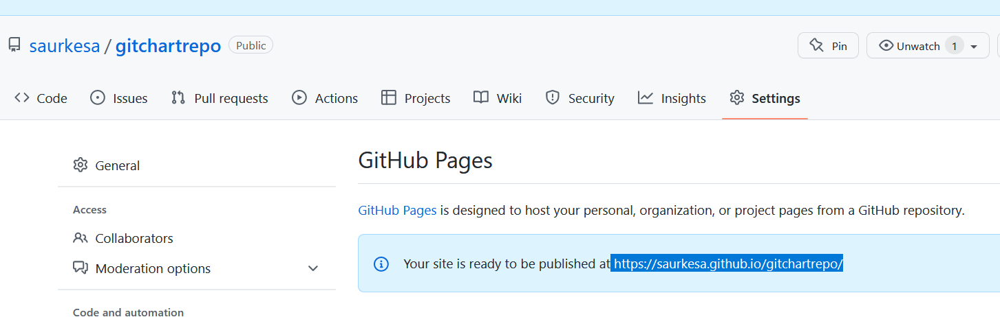 saurkesa / gitchartrepo Public Pin Unwatch 1
Code Issues Pull requests Actions Projects Wiki Security Insights Settings
General
Access
Collaborators
Moderation options
Code and automation
GitHub Pages
GitHub Pages is designed to host your personal, organization, or project pages from a GitHub repository.
Your site is ready to be published at https://saurkesa.github.io/gitchartrepo/